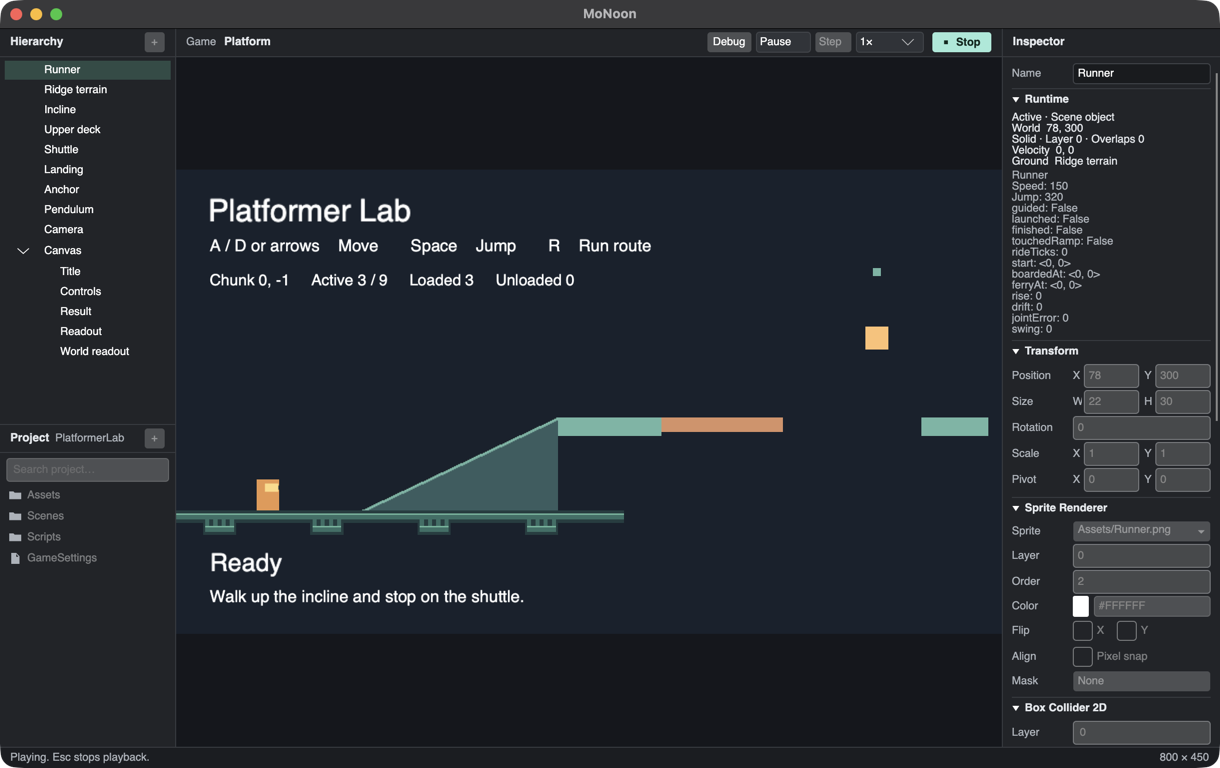 MoNoon
Hierarchy +
Runner
Ridge terrain
Incline
Upper deck
Shuttle
Landing
Anchor
Pendulum
Camera
Canvas
Title
Controls
Result
Readout
World readout
Project PlatformerLab +
Search project...
Assets
Scenes
Scripts
GameSettings
Game Platform Debug Pause Step 1× Stop
Platformer Lab
A / D or arrows Move Space Jump R Run route
Chunk 0, -1 Active 3 / 9 Loaded 3 Unloaded 0
Ready
Walk up the incline and stop on the shuttle.
Inspector
Name Runner
Runtime
Active · Scene object
World 78, 300
Solid · Layer 0 · Overlaps 0
Velocity 0, 0
Ground Ridge terrain
Runner
Speed: 150
Jump: 320
guided: False
launched: False
finished: False
touchedRamp: False
rideTicks: 0
start: <0, 0>
boardedAt: <0, 0>
ferryAt: <0, 0>
rise: 0
drift: 0
jointError: 0
swing: 0
Transform
Position X 78 Y 300
Size W 22 H 30
Rotation 0
Scale X 1 Y 1
Pivot X 0 Y 0
Sprite Renderer
Sprite Assets/Runner.png
Layer 0
Order 2
Color #FFFFFF
Flip X Y
Align Pixel snap
Mask None
Box Collider 2D
Layer 0
Playing. Esc stops playback. 800 × 450